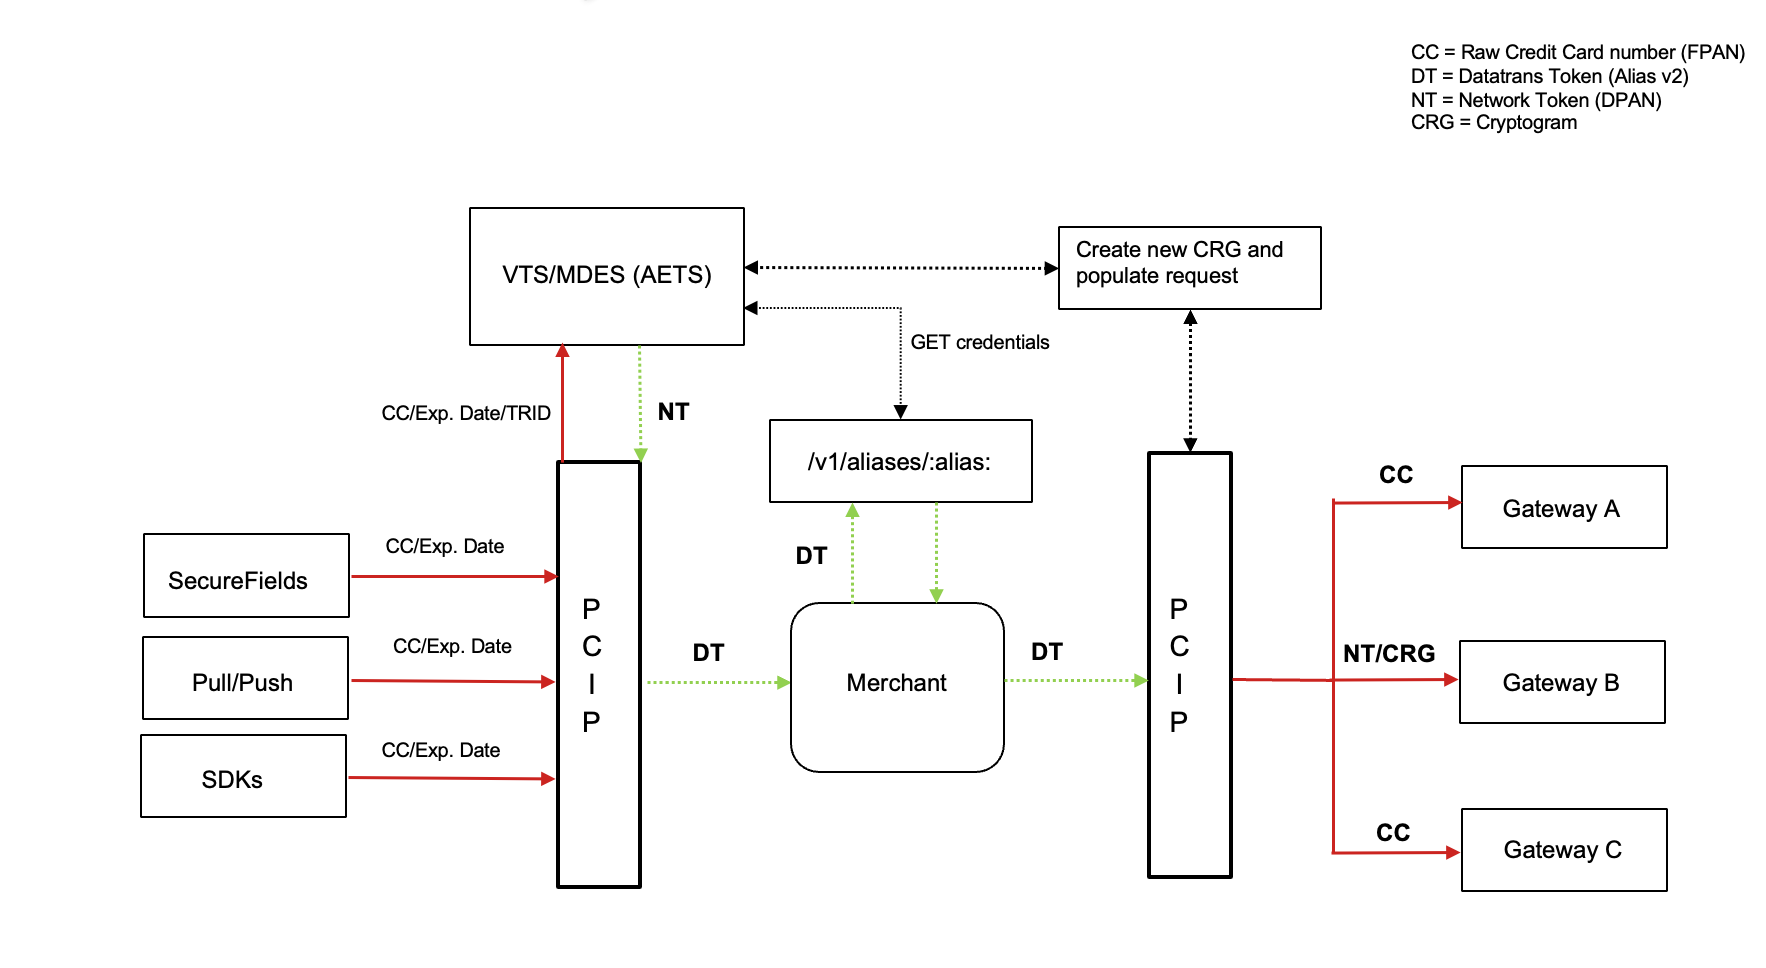 CC = Raw Credit Card number (FPAN)
DT = Datatrans Token (Alias v2)
NT = Network Token (DPAN)
CRG = Cryptogram
VTS/MDES (AETS)
Create new CRG and
populate request
GET credentials
CC/Exp. Date/TRID
NT
/v1/aliases/:alias:
CC
Gateway A
CC/Exp. Date
DT
SecureFields
P
C
I
P
P
C
I
P
CC/Exp. Date
DT
DT
NT/CRG
Pull/Push
Merchant
Gateway B
CC/Exp. Date
SDKs
CC
Gateway C